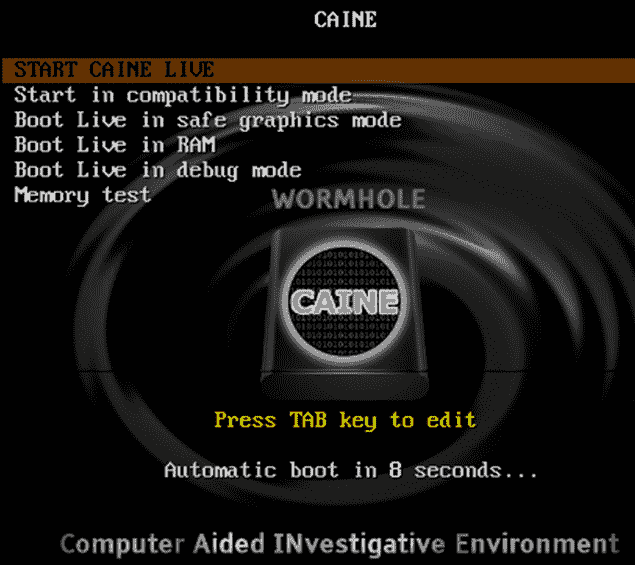 CAINE
START CAINE LIVE
Start in compatibility mode
Boot Live in safe graphics mode
Boot Live in RAM
Boot Live in debug mode
Memory test
WORMHOLE
CAINE
Press TAB key to edit
Automatic boot in 8 seconds...
Computer Aided INvestigative Environment